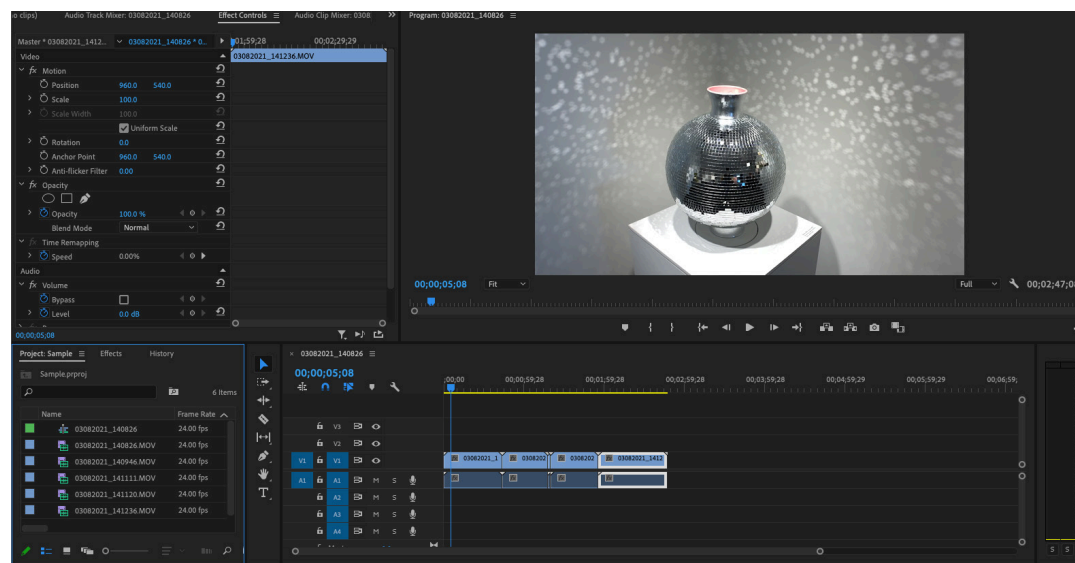 io clips) Audio Track Mixer: 03082021_140826 Effect Controls Audio Clip Mixer: 0308 Program: 03082021_140826
Master * 03082021_1412... 03082021_140826 * 0... 01;59;28 00;02;29;29
Video 03082021_141236.MOV
fx Motion
Position 960.0 540.0
Scale 100.0
Scale Width 100.0
Uniform Scale
Rotation 0.0
Anchor Point 960.0 540.0
Anti-flicker Filter 0.00
fx Opacity
Opacity 100.0 %
Blend Mode Normal
fx Time Remapping
Speed 0.00%
Audio
fx Volume
Bypass
Level 0.0 dB
00;00;05;08
00;00;05;08 Fit Full 00;02;47;08
Project: Sample Effects History
Sample.prproj
6 Items
Name Frame Rate
03082021_140826 24.00 fps
03082021_140826.MOV 24.00 fps
03082021_140946.MOV 24.00 fps
03082021_141111.MOV 24.00 fps
03082021_141120.MOV 24.00 fps
03082021_141236.MOV 24.00 fps
× 03082021_140826
00;00;05;08
;00;00 00;00;59;28 00;01;59;28 00;02;59;28 00;03;59;28 00;04;59;29 00;05;59;29 00;06;59;
V3
V2
V1 V1 03082021_1 030820 0308202 03082021_1412
A1 A1 M S
A2 M S
A3 M S
A4 M S
S S